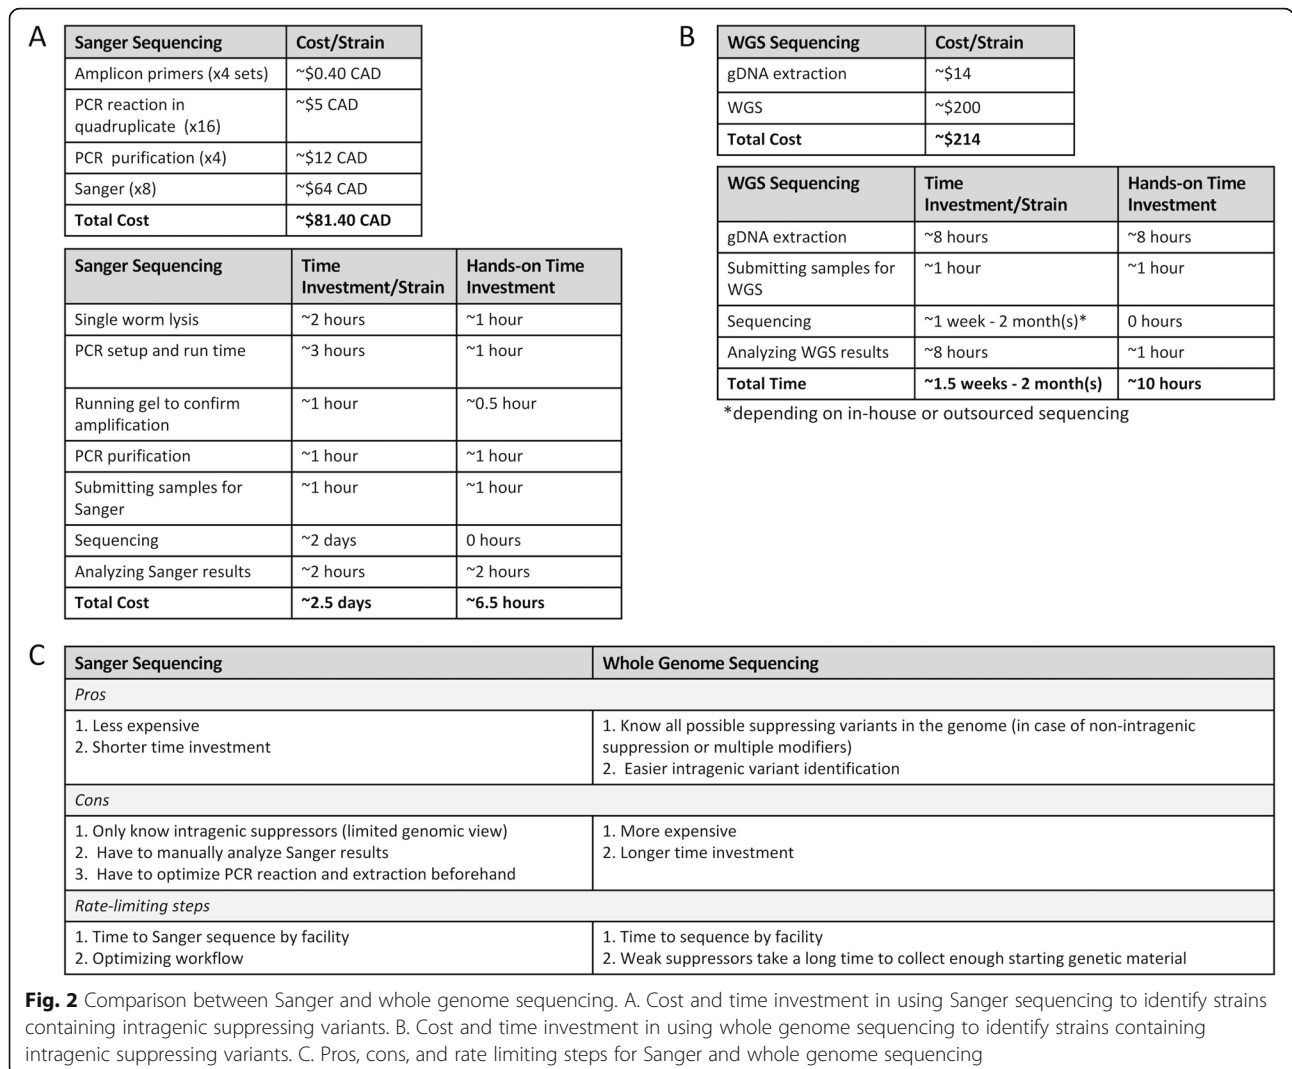 A
Sanger Sequencing Cost/Strain
Amplicon primers (x4 sets) ~$0.40 CAD
PCR reaction in ~$5 CAD
quadruplicate (x16)
PCR purification (x4) ~$12 CAD
Sanger (x8) ~$64 CAD
Total Cost ~$81.40 CAD
Sanger Sequencing Time Hands-on Time
Investment/Strain Investment
Single worm lysis ~2 hours ~1 hour
PCR setup and run time ~3 hours ~1 hour
Running gel to confirm ~1 hour ~0.5 hour
amplification
PCR purification ~1 hour ~1 hour
Submitting samples for ~1 hour ~1 hour
Sanger
Sequencing ~2 days 0 hours
Analyzing Sanger results ~2 hours ~2 hours
Total Cost ~2.5 days ~6.5 hours
B
WGS Sequencing Cost/Strain
gDNA extraction ~$14
WGS ~$200
Total Cost ~$214
WGS Sequencing Time Hands-on Time
Investment/Strain Investment
gDNA extraction ~8 hours ~8 hours
Submitting samples for ~1 hour ~1 hour
WGS
Sequencing ~1 week - 2 month(s)* 0 hours
Analyzing WGS results ~8 hours ~1 hour
Total Time ~1.5 weeks - 2 month(s) ~10 hours
*depending on in-house or outsourced sequencing
C
Sanger Sequencing Whole Genome Sequencing
Pros
1. Less expensive
2. Shorter time investment
1. Know all possible suppressing variants in the genome (in case of non-intragenic
suppression or multiple modifiers)
2. Easier intragenic variant identification
Cons
1. Only know intragenic suppressors (limited genomic view)
2. Have to manually analyze Sanger results
3. Have to optimize PCR reaction and extraction beforehand
1. More expensive
2. Longer time investment
Rate-limiting steps
1. Time to Sanger sequence by facility
2. Optimizing workflow
1. Time to sequence by facility
2. Weak suppressors take a long time to collect enough starting genetic material
Fig. 2 Comparison between Sanger and whole genome sequencing. A. Cost and time investment in using Sanger sequencing to identify strains
containing intragenic suppressing variants. B. Cost and time investment in using whole genome sequencing to identify strains containing
intragenic suppressing variants. C. Pros, cons, and rate limiting steps for Sanger and whole genome sequencing